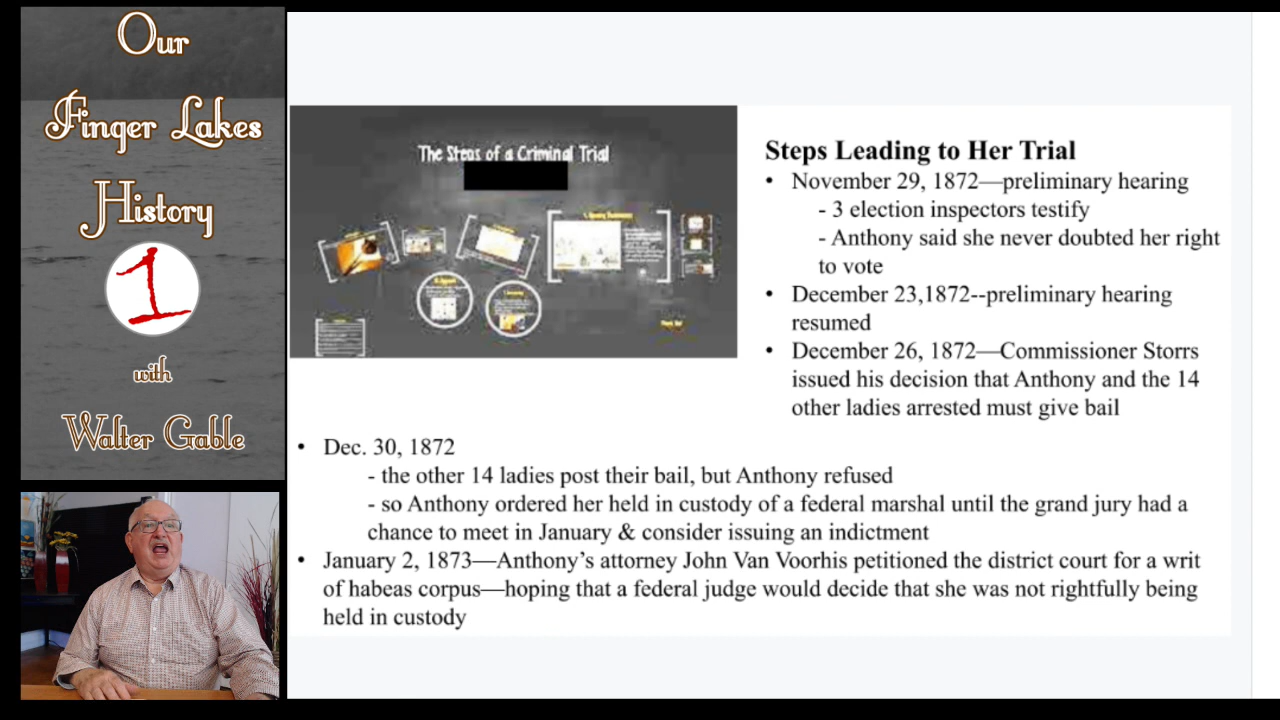 Our
Finger Lakes
History
1
with
Walter Gable
The Steps of a Criminal Trial
Steps Leading to Her Trial
• November 29, 1872—preliminary hearing
- 3 election inspectors testify
- Anthony said she never doubted her right
to vote
• December 23,1872--preliminary hearing
resumed
• December 26, 1872—Commissioner Storrs
issued his decision that Anthony and the 14
other ladies arrested must give bail
• Dec. 30, 1872
- the other 14 ladies post their bail, but Anthony refused
- so Anthony ordered her held in custody of a federal marshal until the grand jury had a
chance to meet in January & consider issuing an indictment
• January 2, 1873—Anthony’s attorney John Van Voorhis petitioned the district court for a writ
of habeas corpus—hoping that a federal judge would decide that she was not rightfully being
held in custody